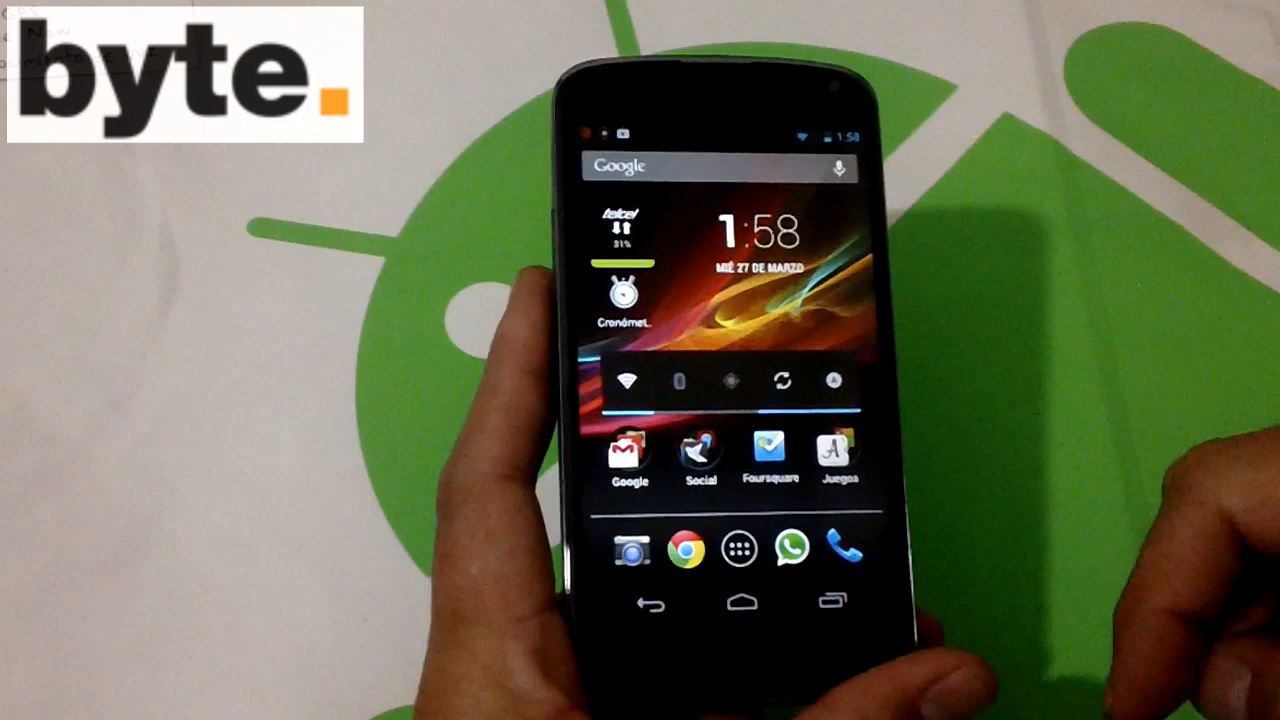 byte.
1:58
Google
telcel
31%
1:58
MIÉ 27 DE MARZO
Cronómet..
Google
Social
Foursquare
Juegos